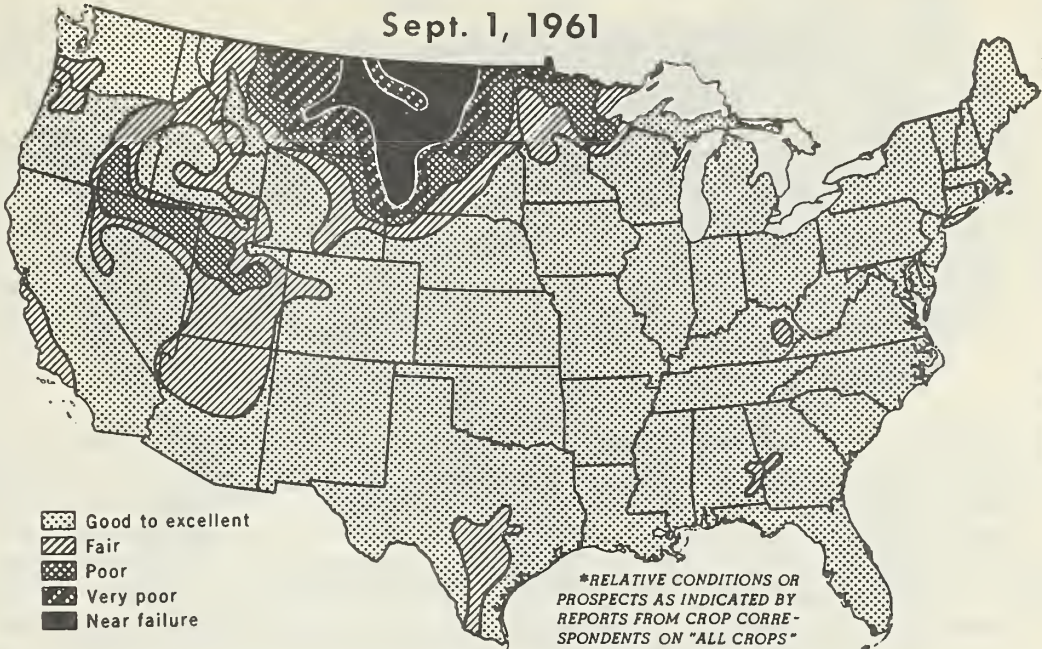 Sept. 1, 1961
Good to excellent
Fair
Poor
Very poor
Near failure
*RELATIVE CONDITIONS OR
PROSPECTS AS INDICATED BY
REPORTS FROM CROP CORRE-
SPONDENTS ON "ALL CROPS"